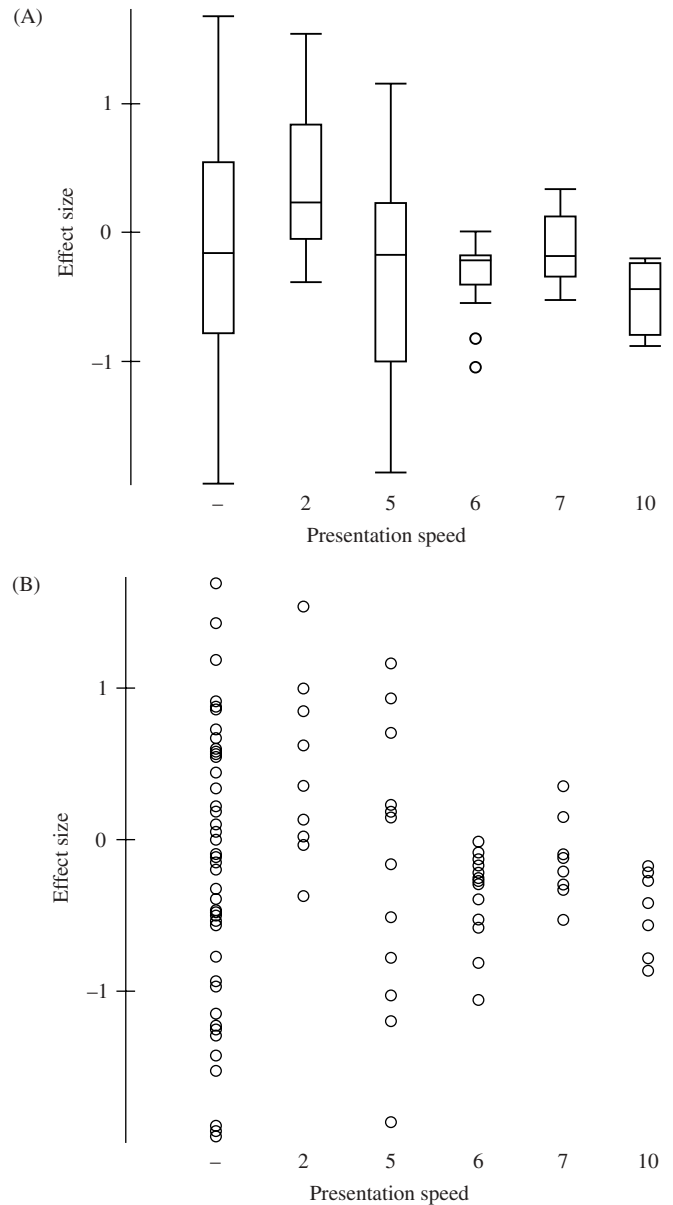 (A)
1
0
–1
Effect size
– 2 5 6 7 10
Presentation speed
(B)
1
0
–1
Effect size
– 2 5 6 7 10
Presentation speed